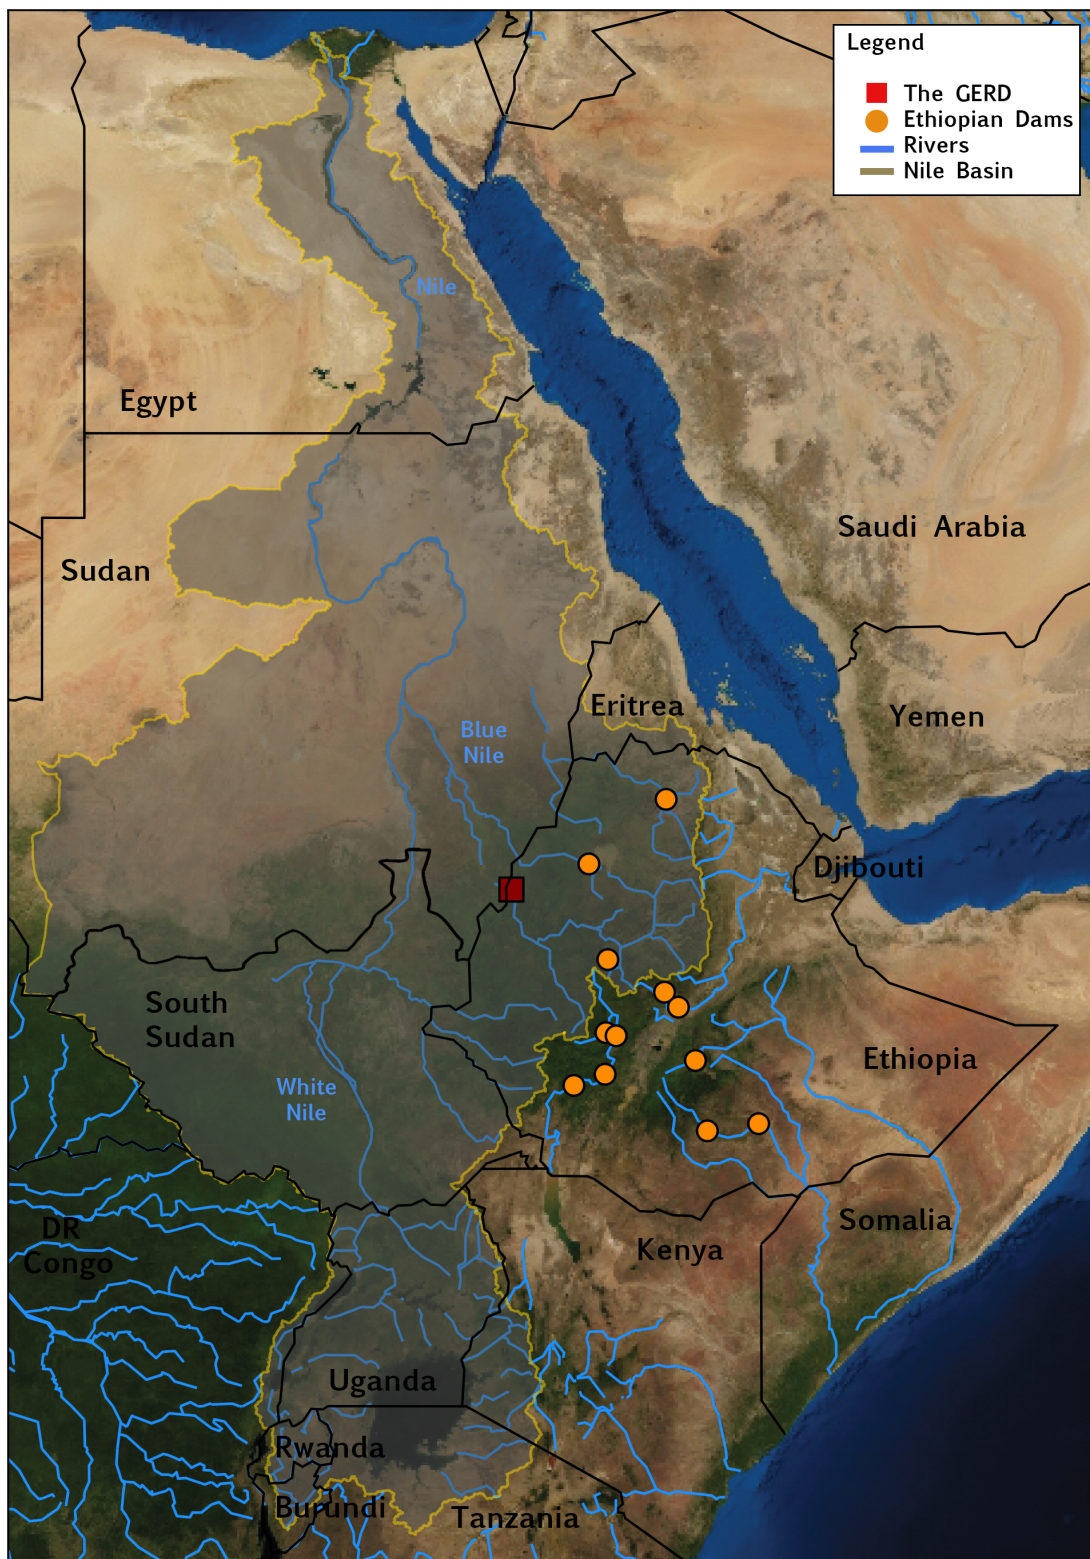 Legend
The GERD
Ethiopian Dams
Rivers
Nile Basin
Nile
Egypt
Saudi Arabia
Sudan
Eritrea
Yemen
Blue
Nile
Djibouti
South
Sudan
Ethiopia
White
Nile
DR
Congo
Somalia
Kenya
Uganda
Rwanda
Burundi
Tanzania